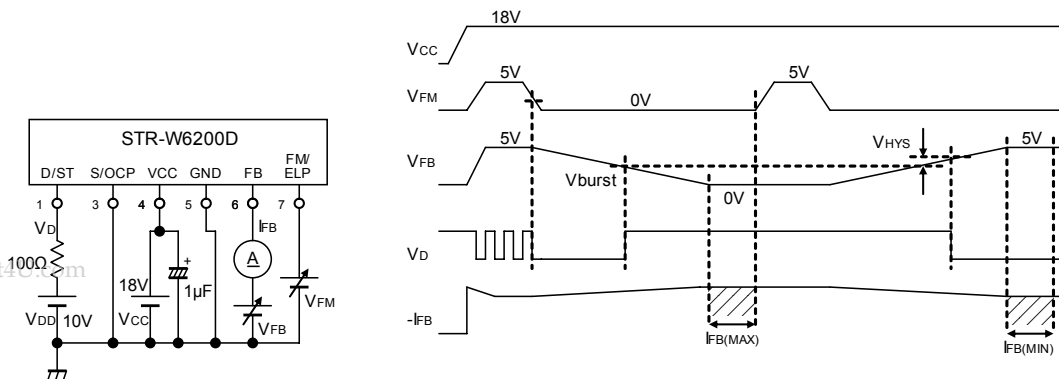 STR-W6200D
D/ST S/OCP VCC GND FB FM/ELP
1 3 4 5 6 7
VD
IFB
100Ω
A
+
18V
1μF
VFM
VDD 10V
VCC
VFB
VCC
18V
VFM
5V
0V
5V
VFB
5V
Vburst
0V
VHYS
5V
VD
-IFB
IFB(MAX)
IFB(MIN)
t4U.com